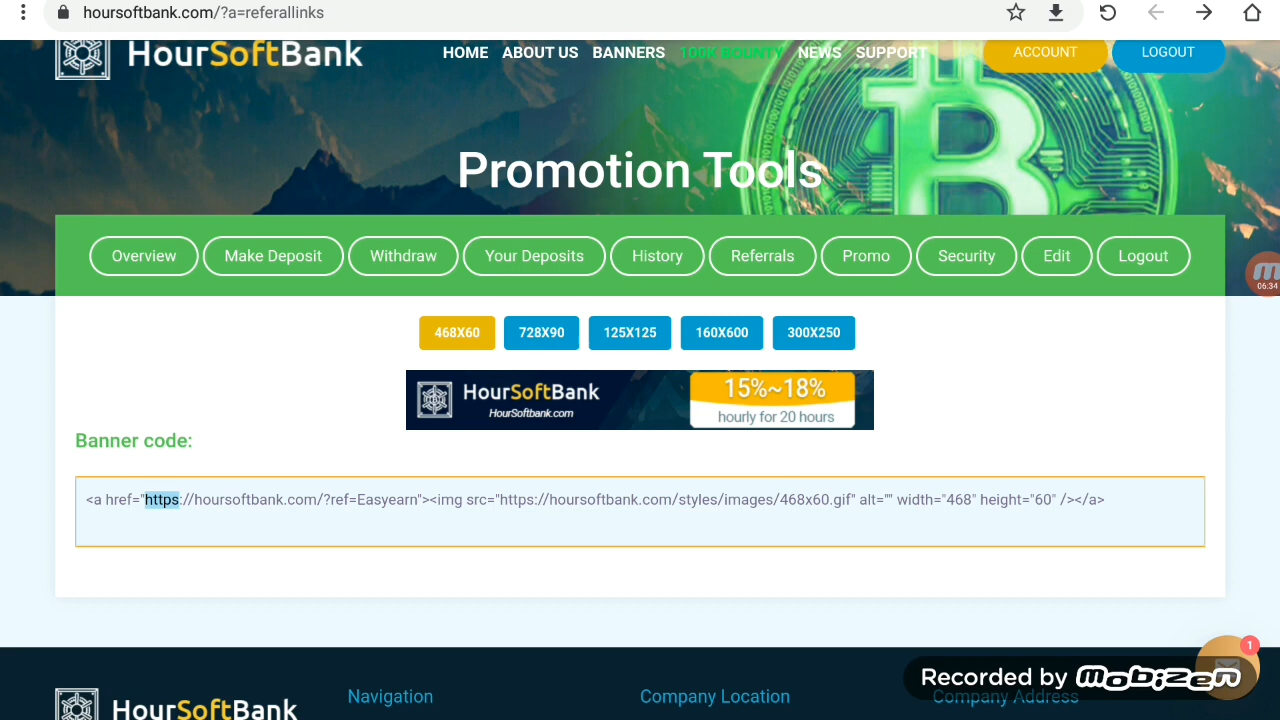 hoursoftbank.com/?a=referallinks
HourSoftBank
HOME ABOUT US BANNERS 100K BOUNTY NEWS SUPPORT ACCOUNT LOGOUT
Promotion Tools
Overview Make Deposit Withdraw Your Deposits History Referrals Promo Security Edit Logout
06:34
468X60 728X90 125X125 160X600 300X250
HourSoftBank
HourSoftbank.com
15%~18%
hourly for 20 hours
Banner code:
<a href="https://hoursoftbank.com/?ref=Easyearn"><img src="https://hoursoftbank.com/styles/images/468x60.gif" alt="" width="468" height="60" /></a>
1
Recorded by mobizen
HourSoftBank
Navigation Company Location Company Address